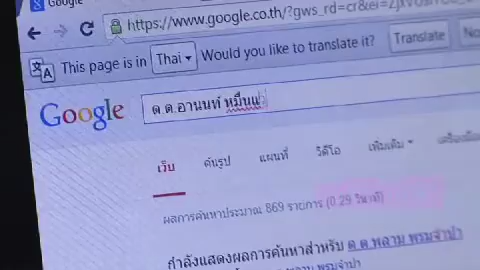 Google
https://www.google.co.th/?gws_rd=cr&ei=
This page is in Thai Would you like to translate it? Translate No
Google ด.ต.อานนท์ หมื่นแ
เว็บ ค้นรูป แผนที่ วิดีโอ เพิ่มเติม
ผลการค้นหาประมาณ 869 รายการ (0.29 วินาที)
กำลังแสดงผลการค้นหาสำหรับ ด.ต.พลาม พรมจำปา